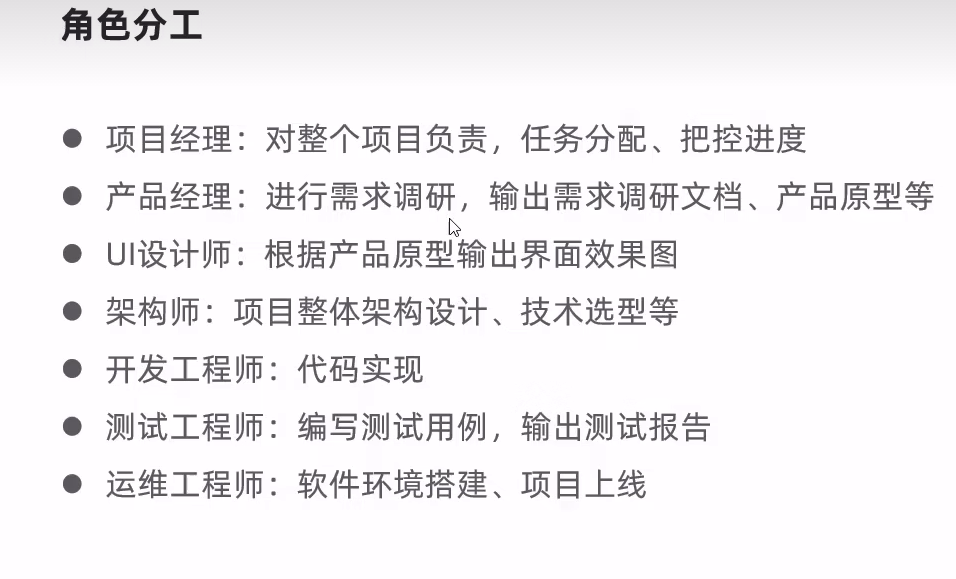 角色分工
● 项目经理：对整个项目负责，任务分配、把控进度
● 产品经理：进行需求调研，输出需求调研文档、产品原型等
● UI设计师：根据产品原型输出界面效果图
● 架构师：项目整体架构设计、技术选型等
● 开发工程师：代码实现
● 测试工程师：编写测试用例，输出测试报告
● 运维工程师：软件环境搭建、项目上线